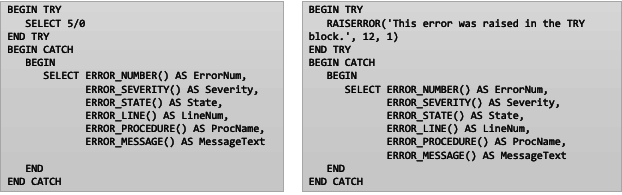 BEGIN TRY
SELECT 5/0
END TRY
BEGIN CATCH
BEGIN
SELECT ERROR_NUMBER() AS ErrorNum,
ERROR_SEVERITY() AS Severity,
ERROR_STATE() AS State,
ERROR_LINE() AS LineNum,
ERROR_PROCEDURE() AS ProcName,
ERROR_MESSAGE() AS MessageText
END
END CATCH
BEGIN TRY
RAISERROR('This error was raised in the TRY
block.', 12, 1)
END TRY
BEGIN CATCH
BEGIN
SELECT ERROR_NUMBER() AS ErrorNum,
ERROR_SEVERITY() AS Severity,
ERROR_STATE() AS State,
ERROR_LINE() AS LineNum,
ERROR_PROCEDURE() AS ProcName,
ERROR_MESSAGE() AS MessageText
END
END CATCH